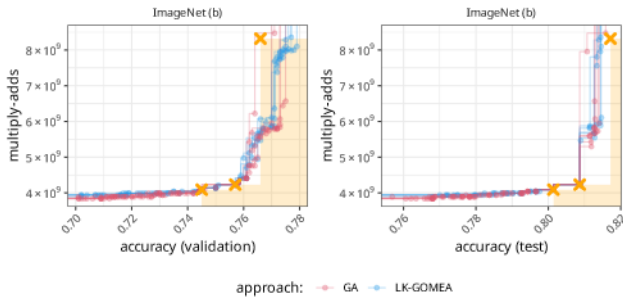 ImageNet (b)
ImageNet (b)
multiply-adds
8 × 10⁹
7 × 10⁹
6 × 10⁹
5 × 10⁹
4 × 10⁹
0.70
0.72
0.74
0.76
0.78
accuracy (validation)
multiply-adds
8 × 10⁹
7 × 10⁹
6 × 10⁹
5 × 10⁹
4 × 10⁹
0.76
0.78
0.80
0.82
accuracy (test)
approach: GA LK-GOMEA